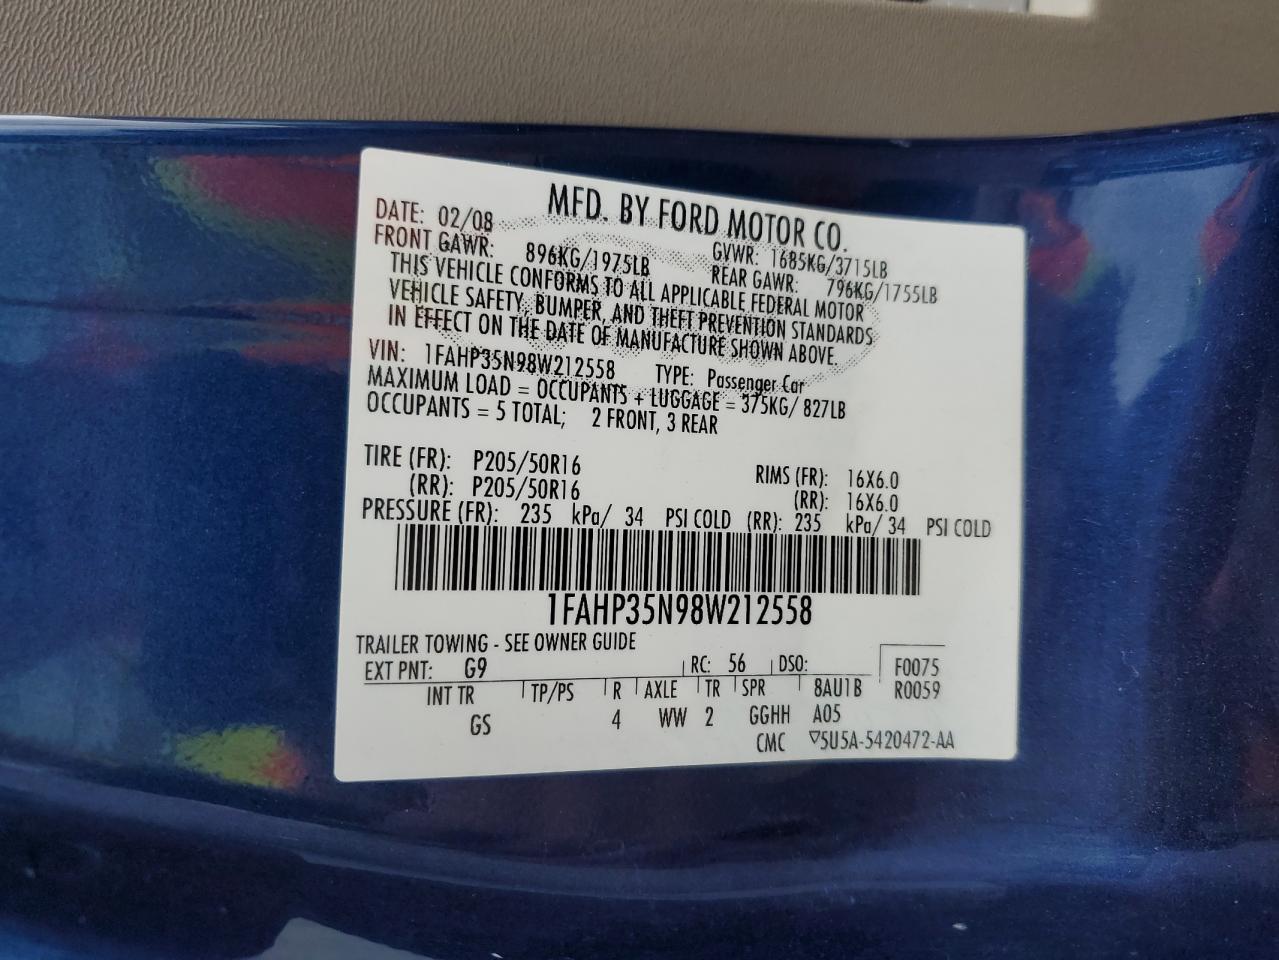 MFD. BY FORD MOTOR CO.
DATE: 02/08 GVWR: 1685KG/3715LB
FRONT GAWR: 896KG/1975LB REAR GAWR: 796KG/1755LB
THIS VEHICLE CONFORMS TO ALL APPLICABLE FEDERAL MOTOR
VEHICLE SAFETY, BUMPER, AND THEFT PREVENTION STANDARDS
IN EFFECT ON THE DATE OF MANUFACTURE SHOWN ABOVE.
VIN: 1FAHP35N98W212558 TYPE: Passenger Car
MAXIMUM LOAD = OCCUPANTS + LUGGAGE = 375KG/ 827LB
OCCUPANTS = 5 TOTAL; 2 FRONT, 3 REAR
TIRE (FR): P205/50R16 RIMS (FR): 16X6.0
(RR): P205/50R16 (RR): 16X6.0
PRESSURE (FR): 235 kPa/ 34 PSI COLD (RR): 235 kPa/ 34 PSI COLD
1FAHP35N98W212558
TRAILER TOWING - SEE OWNER GUIDE
EXT PNT: G9 RC: 56 DSO: F0075
INT TR TP/PS R AXLE TR SPR 8AU1B R0059
GS 4 WW 2 GGHH A05
CMC ▽5U5A-5420472-AA